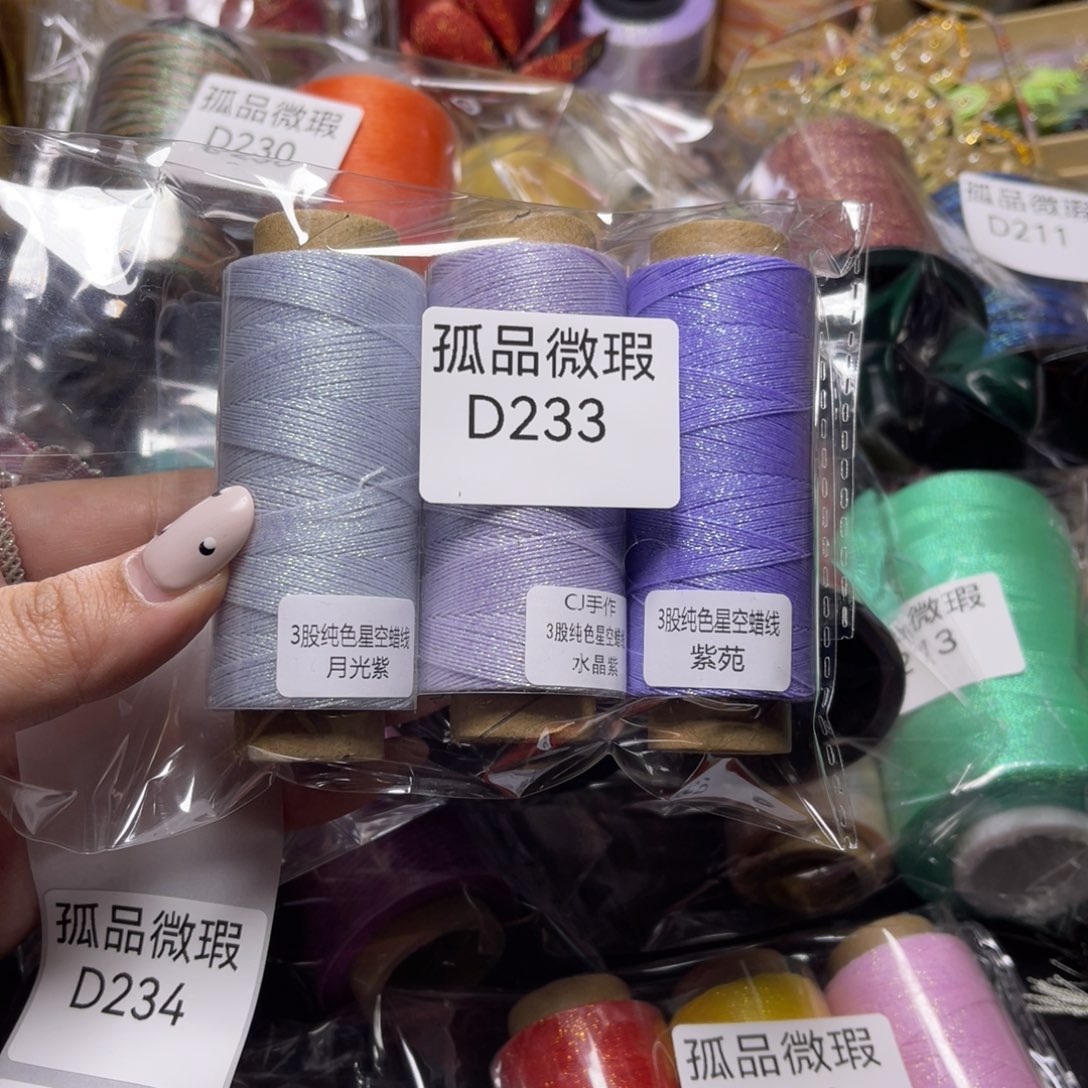 孤品微瑕
D230
孤品微瑕
D211
孤品微瑕
D233
3股纯色星空蜡线
月光紫
CJ手作
3股纯色星空蜡线
水晶紫
3股纯色星空蜡线
紫苑
微瑕
13
孤品微瑕
D234
孤品微瑕